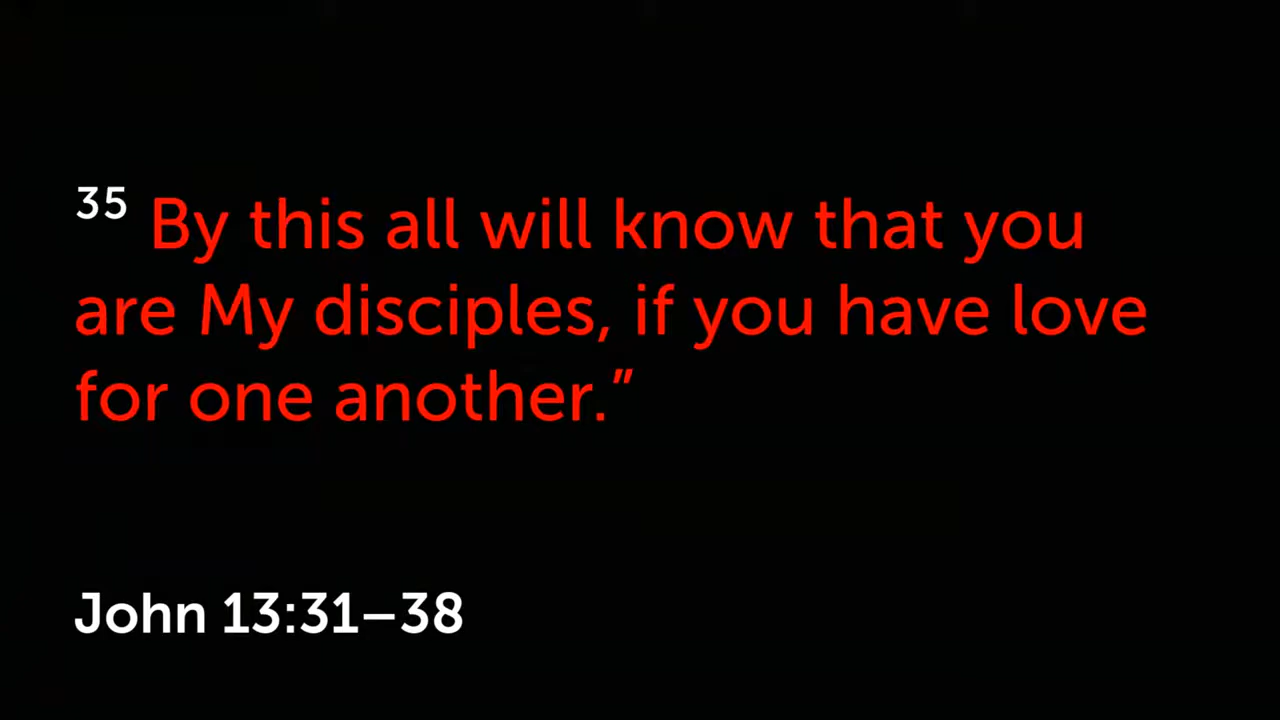 35 By this all will know that you
are My disciples, if you have love
for one another.”
John 13:31–38